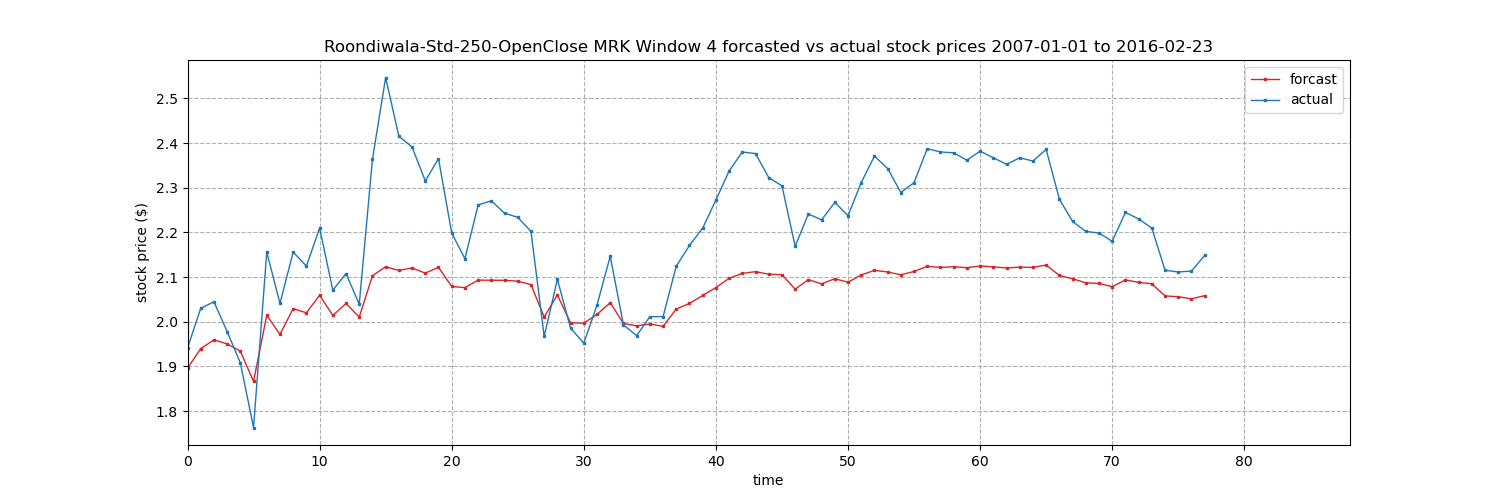 Roondiwala-Std-250-OpenClose MRK Window 4 forcasted vs actual stock prices 2007-01-01 to 2016-02-23
forcast
actual
stock price ($)
2.5
2.4
2.3
2.2
2.1
2.0
1.9
1.8
0 10 20 30 40 50 60 70 80
time